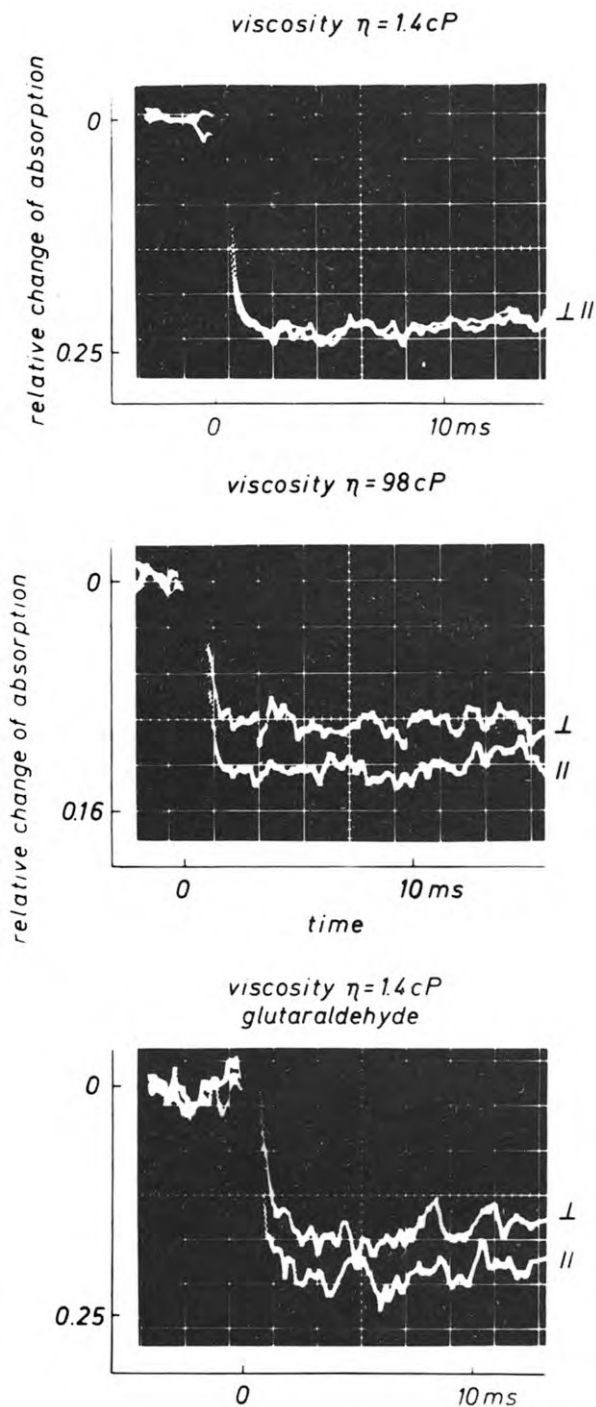 viscosity η = 1.4 cP
relative change of absorption
0
0.25
⊥ //
0
10 ms
viscosity η = 98 cP
relative change of absorption
0
0.16
⊥
//
0
10 ms
time
viscosity η = 1.4 cP
glutaraldehyde
0
0.25
⊥
//
0
10 ms